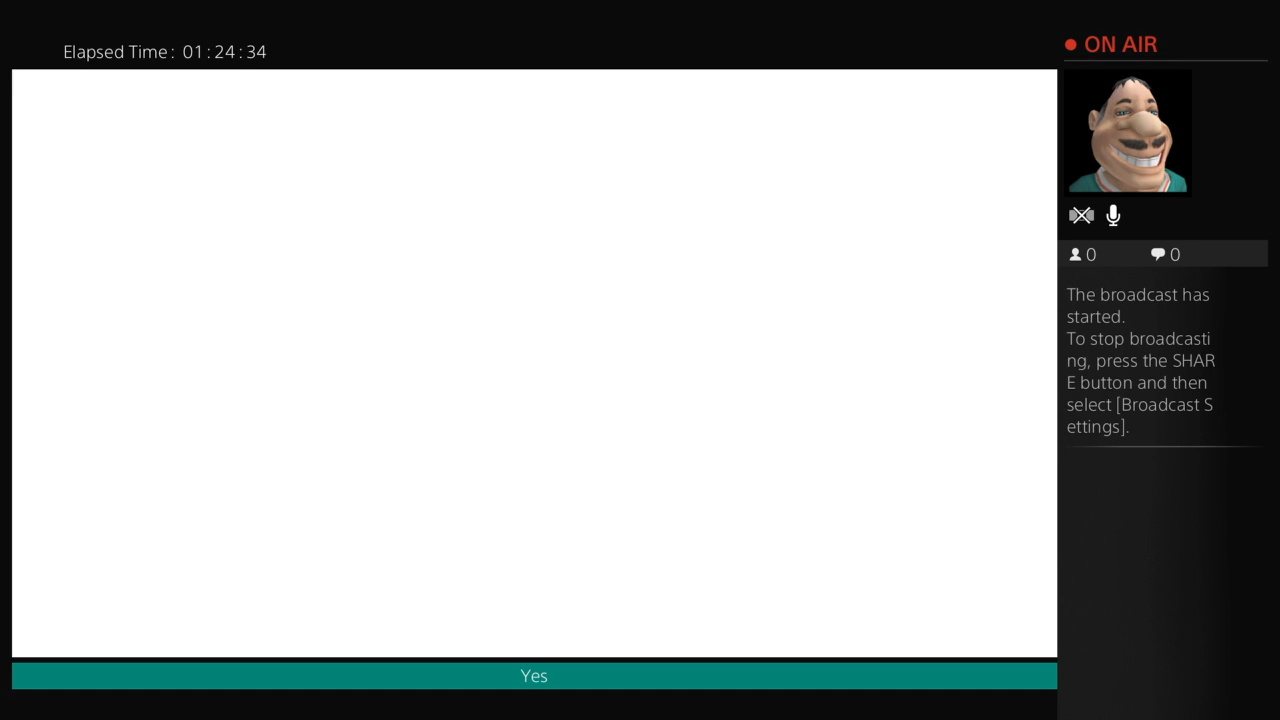 Elapsed Time: 01:24:34
ON AIR
0 0
The broadcast has
started.
To stop broadcasti
ng, press the SHAR
E button and then
select [Broadcast S
ettings].
Yes